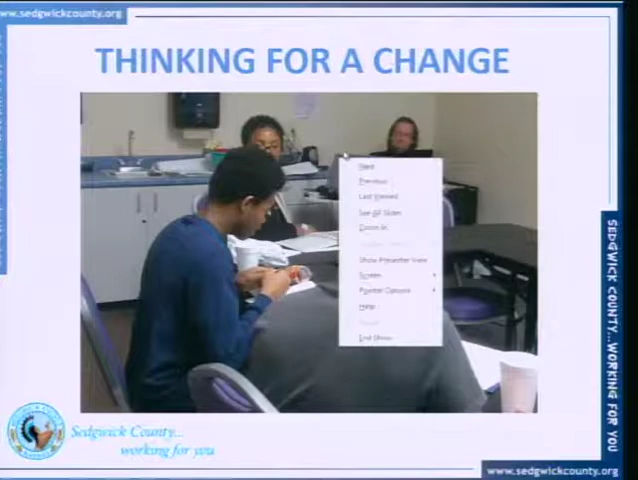 www.sedgwickcounty.org
THINKING FOR A CHANGE
Next
Previous
Last Viewed
See All Slides
Zoom In
Show Presenter View
Screen
Pointer Options
Help
End Show
SEDGWICK COUNTY...WORKING FOR YOU
Sedgwick County...
working for you
www.sedgwickcounty.org